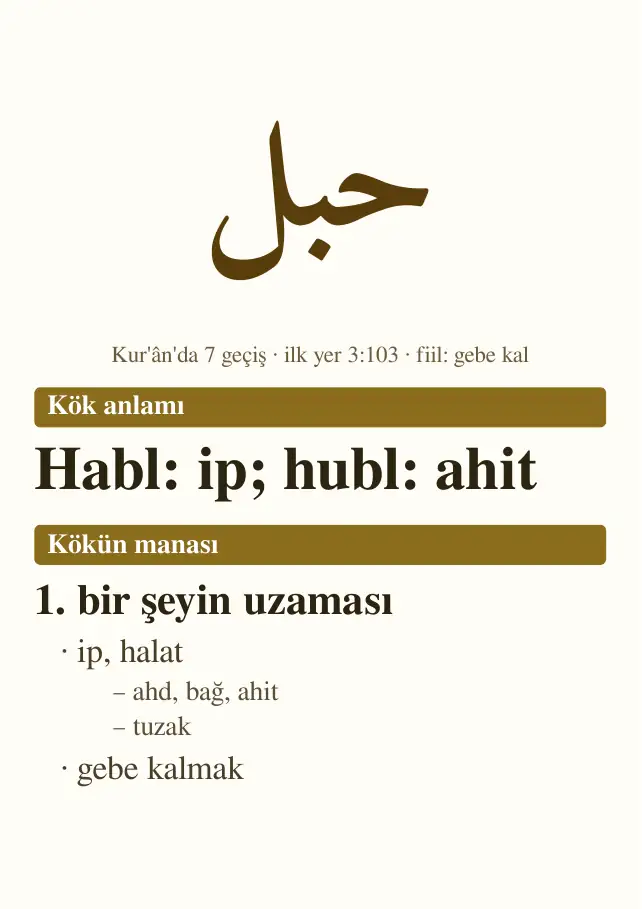 حبل
Kur'ân'da 7 geçiş · ilk yer 3:103 · fiil: gebe kal
Kök anlamı
Habl: ip; hubl: ahit
Kökün manası
1. bir şeyin uzaması
· ip, halat
– ahd, bağ, ahit
– tuzak
· gebe kalmak